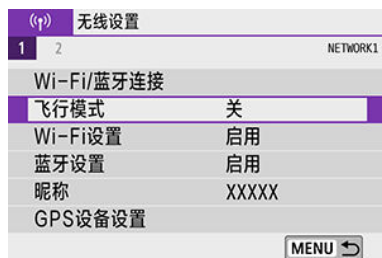 无线设置
1 2 NETWORK1
Wi-Fi/蓝牙连接
飞行模式 关
Wi-Fi设置 启用
蓝牙设置 启用
昵称 XXXXX
GPS设备设置
MENU